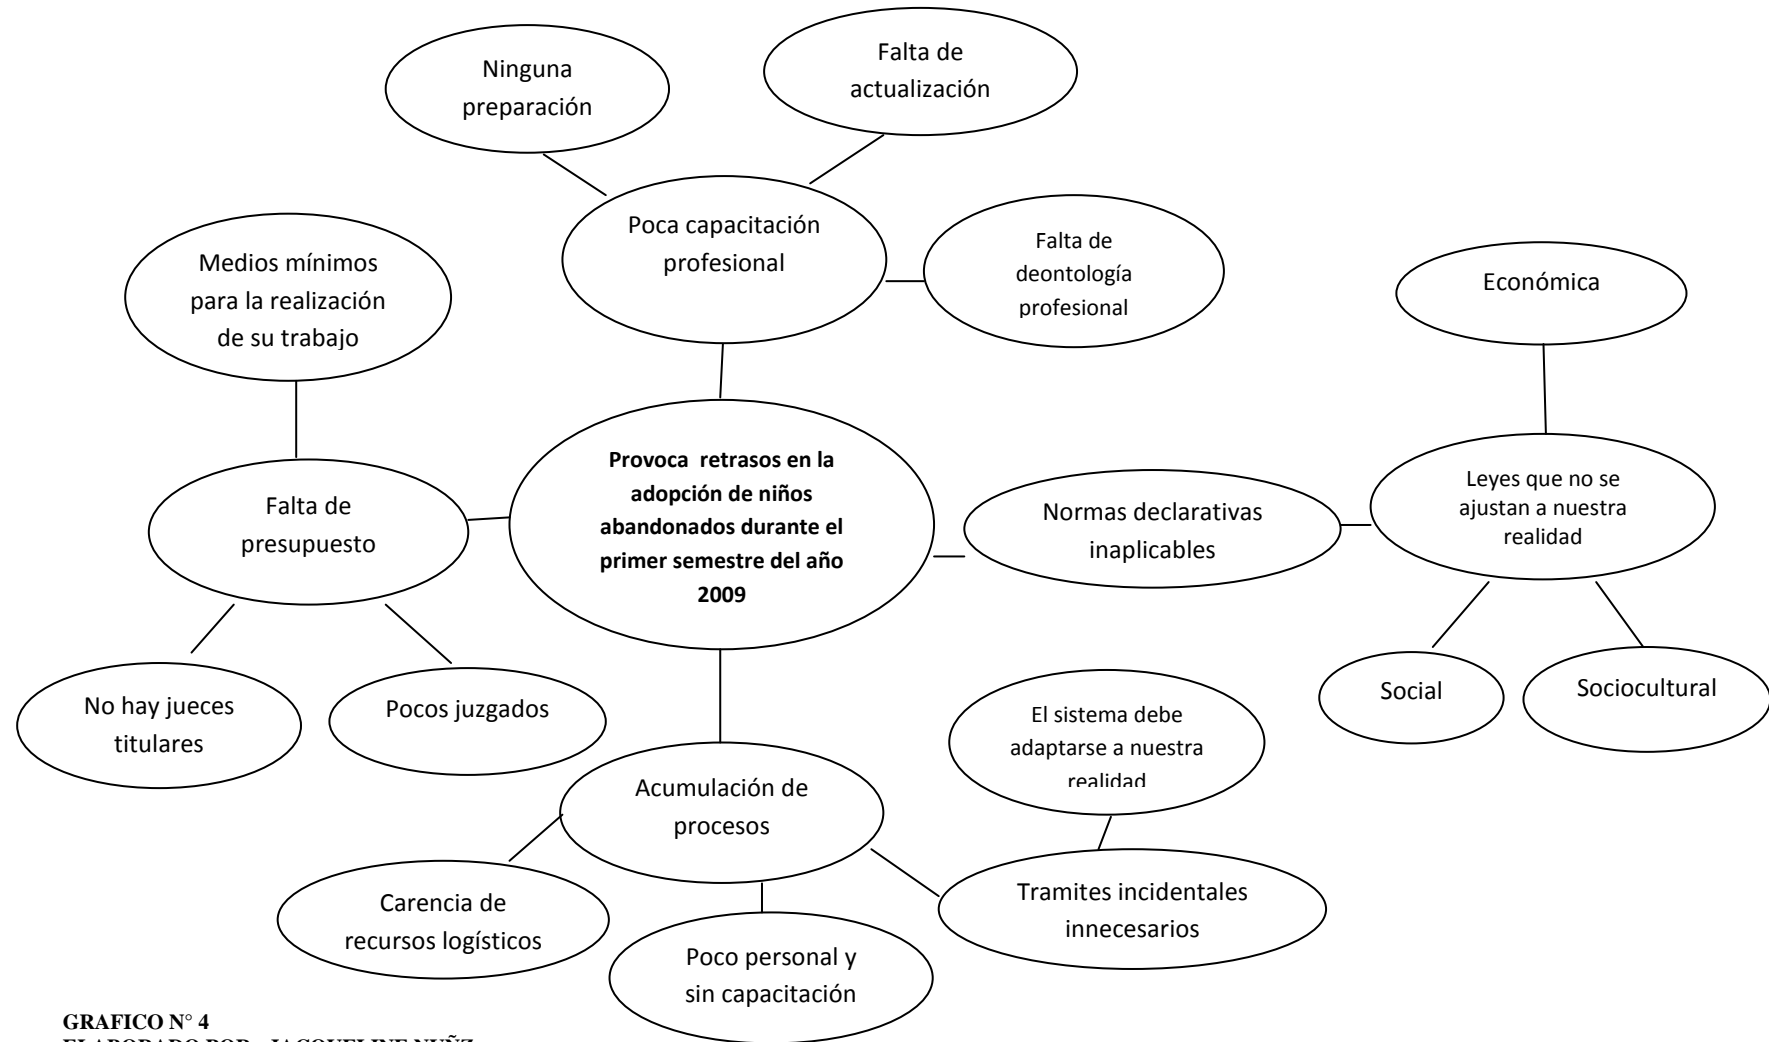 Ninguna
preparación
Falta de
actualización
Poca capacitación
profesional
Falta de
deontología
profesional
Medios mínimos
para la realización
de su trabajo
Económica
Provoca retrasos en la
adopción de niños
abandonados durante el
primer semestre del año
2009
Falta de
presupuesto
Normas declarativas
inaplicables
Leyes que no se
ajustan a nuestra
realidad
No hay jueces
titulares
Pocos juzgados
Social
Sociocultural
El sistema debe
adaptarse a nuestra
realidad
Acumulación de
procesos
Carencia de
recursos logísticos
Poco personal y
sin capacitación
Tramites incidentales
innecesarios
GRAFICO N° 4
ELABORADO POR: JACQUELINE NUÑZ